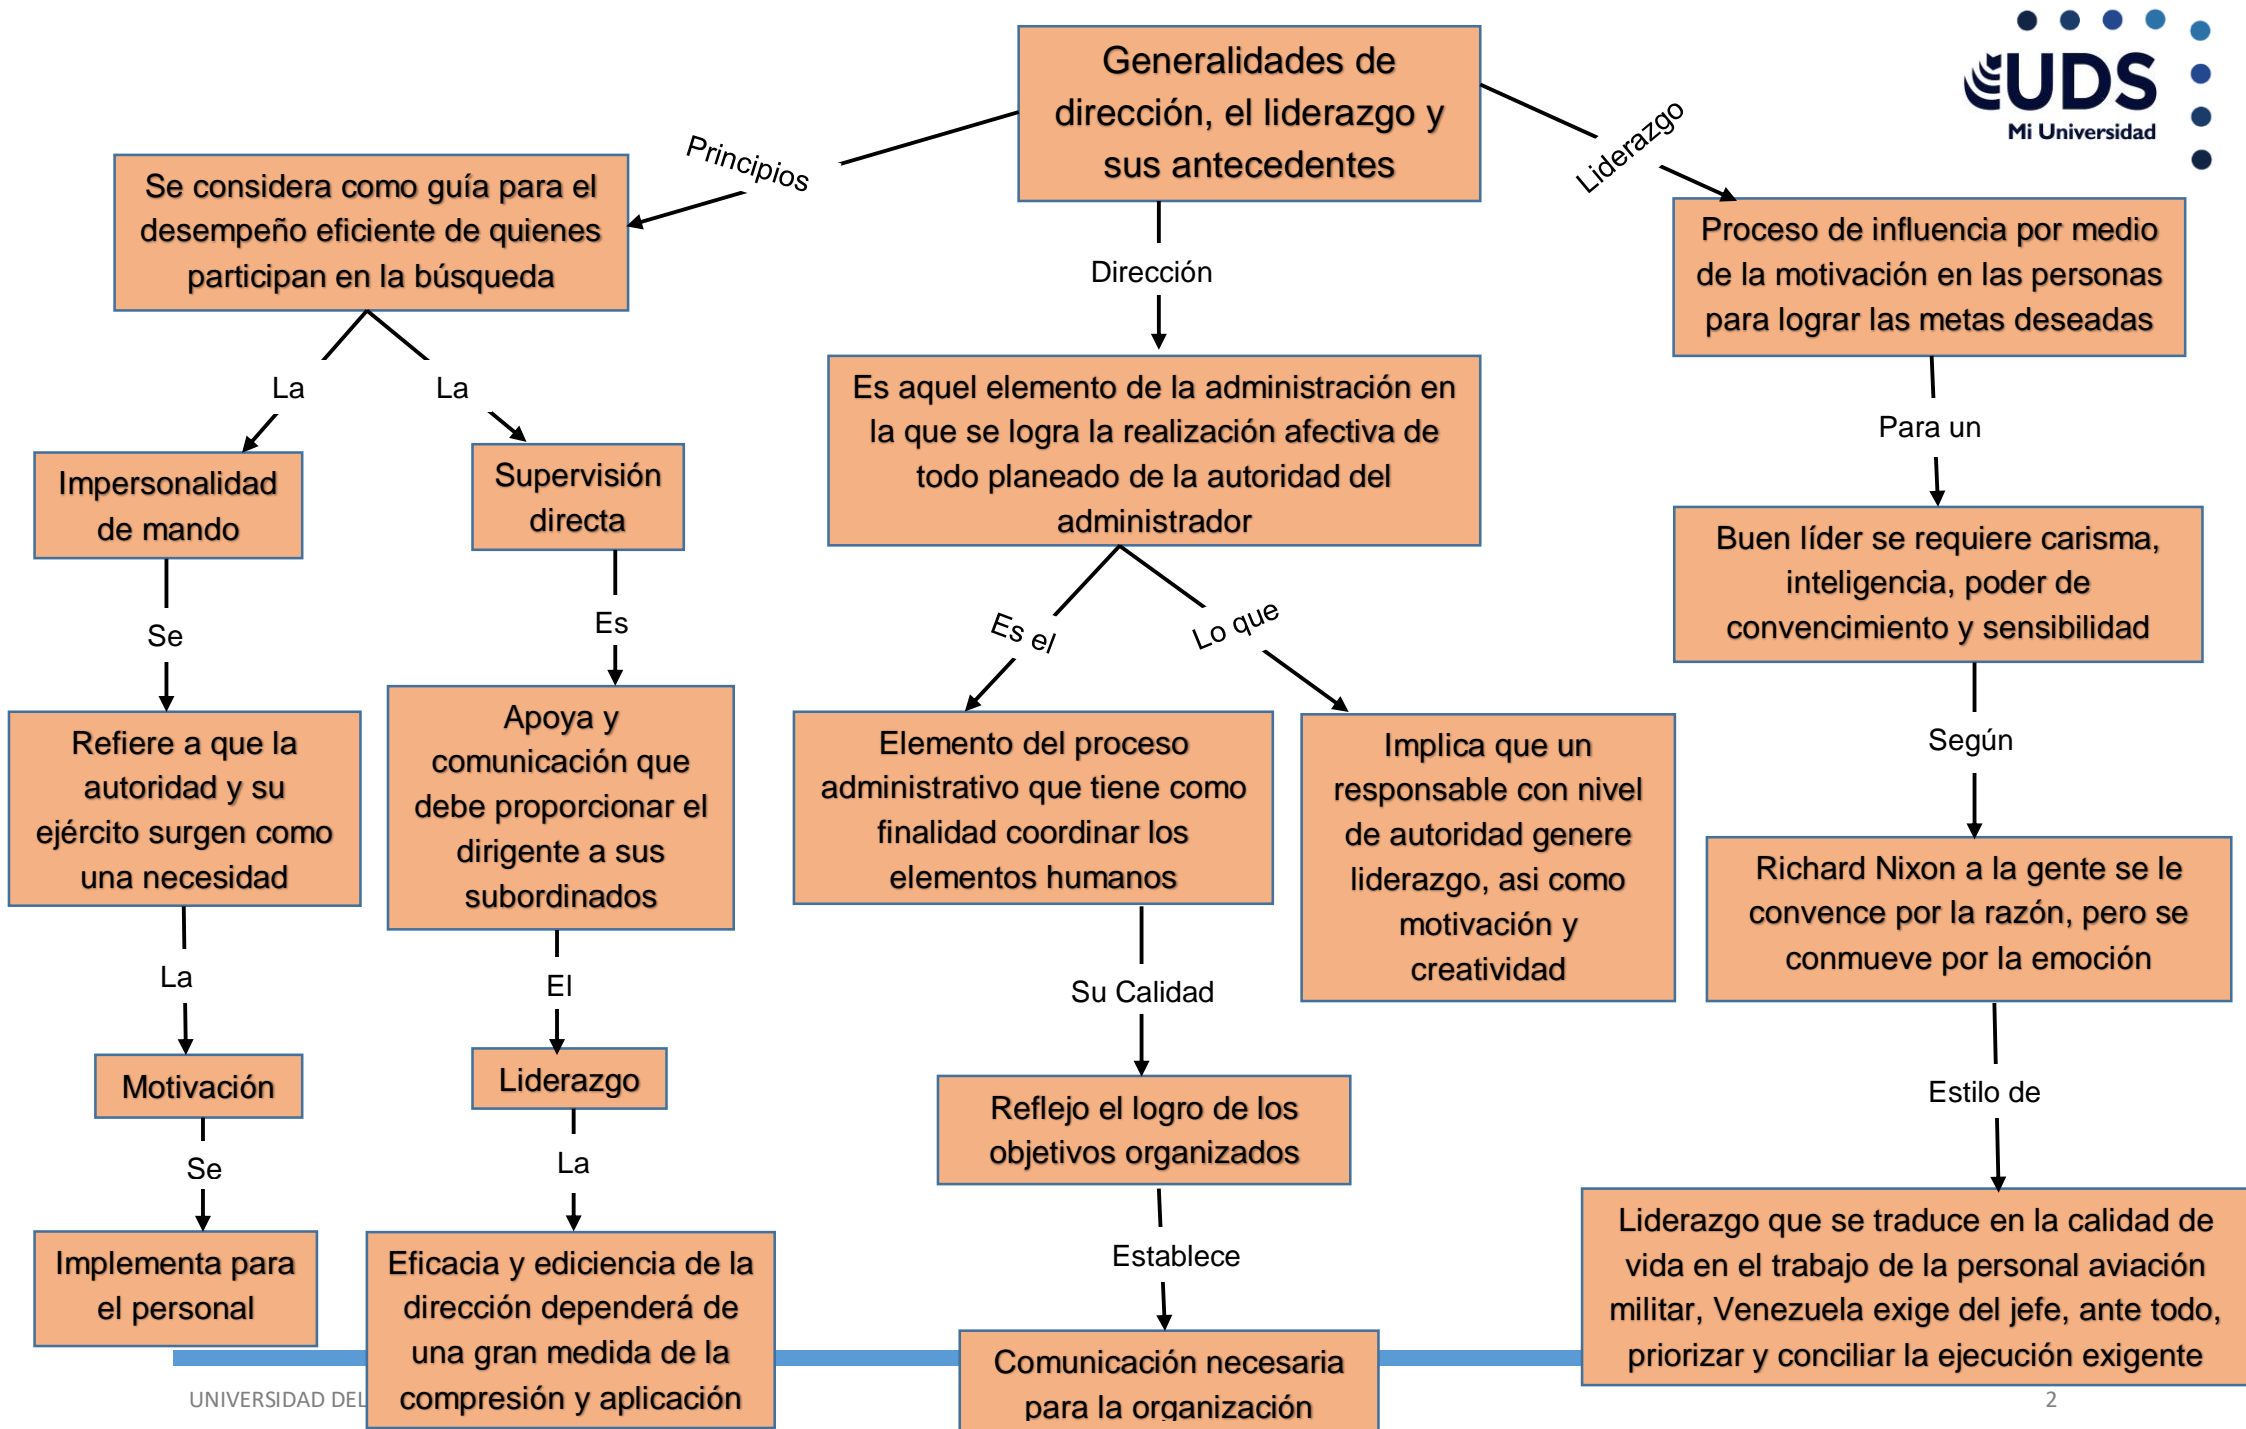 Generalidades de
dirección, el liderazgo y
sus antecedentes
UDS
Mi Universidad
Principios
Se considera como guía para el
desempeño eficiente de quienes
participan en la búsqueda
La
Impersonalidad
de mando
Se
Refiere a que la
autoridad y su
ejército surgen como
una necesidad
La
Motivación
Se
Implementa para
el personal
La
Supervisión
directa
Es
Apoya y
comunicación que
debe proporcionar el
dirigente a sus
subordinados
El
Liderazgo
La
Eficacia y ediciencia de la
dirección dependerá de
una gran medida de la
compresión y aplicación
Dirección
Es aquel elemento de la administración en
la que se logra la realización afectiva de
todo planeado de la autoridad del
administrador
Es el
Elemento del proceso
administrativo que tiene como
finalidad coordinar los
elementos humanos
Su Calidad
Reflejo el logro de los
objetivos organizados
Establece
Comunicación necesaria
para la organización
Lo que
Implica que un
responsable con nivel
de autoridad genere
liderazgo, asi como
motivación y
creatividad
Liderazgo
Proceso de influencia por medio
de la motivación en las personas
para lograr las metas deseadas
Para un
Buen líder se requiere carisma,
inteligencia, poder de
convencimiento y sensibilidad
Según
Richard Nixon a la gente se le
convence por la razón, pero se
conmueve por la emoción
Estilo de
Liderazgo que se traduce en la calidad de
vida en el trabajo de la personal aviación
militar, Venezuela exige del jefe, ante todo,
priorizar y conciliar la ejecución exigente
UNIVERSIDAD DEL
2